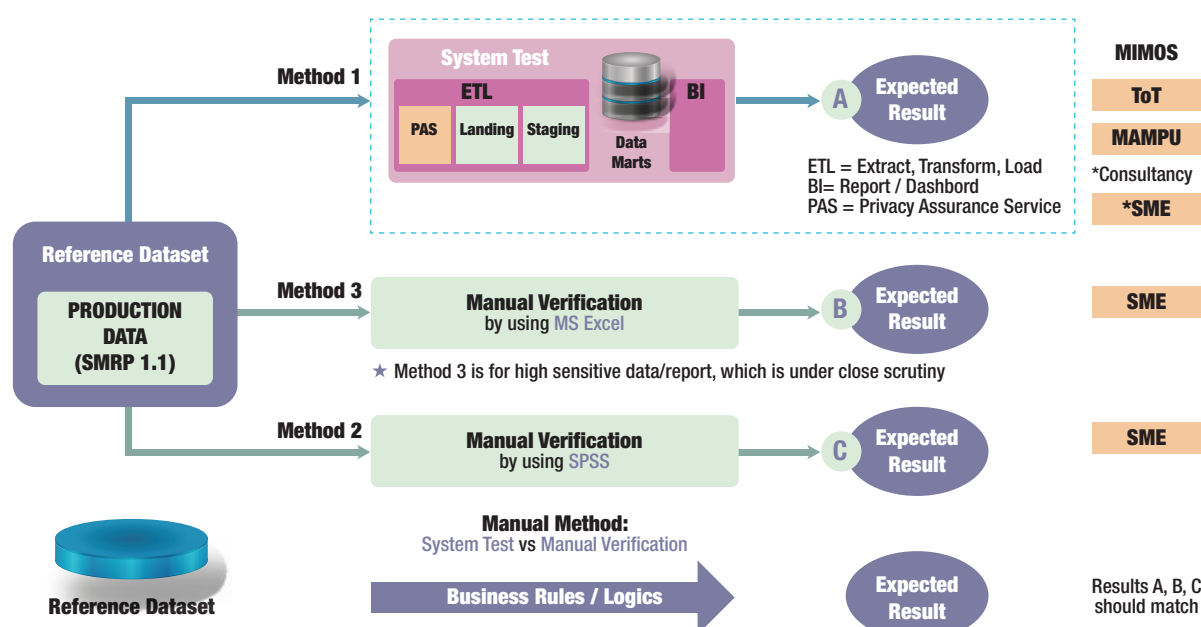 Method 1
System Test
ETL
PAS
Landing
Staging
Data
Marts
BI
A
Expected
Result
ETL = Extract, Transform, Load
BI= Report / Dashbord
PAS = Privacy Assurance Service
MIMOS
ToT
MAMPU
*Consultancy
*SME
Reference Dataset
PRODUCTION
DATA
(SMRP 1.1)
Method 3
Manual Verification
by using MS Excel
B
Expected
Result
SME
★ Method 3 is for high sensitive data/report, which is under close scrutiny
Method 2
Manual Verification
by using SPSS
C
Expected
Result
SME
Reference Dataset
Manual Method:
System Test vs Manual Verification
Business Rules / Logics
Expected
Result
Results A, B, C
should match